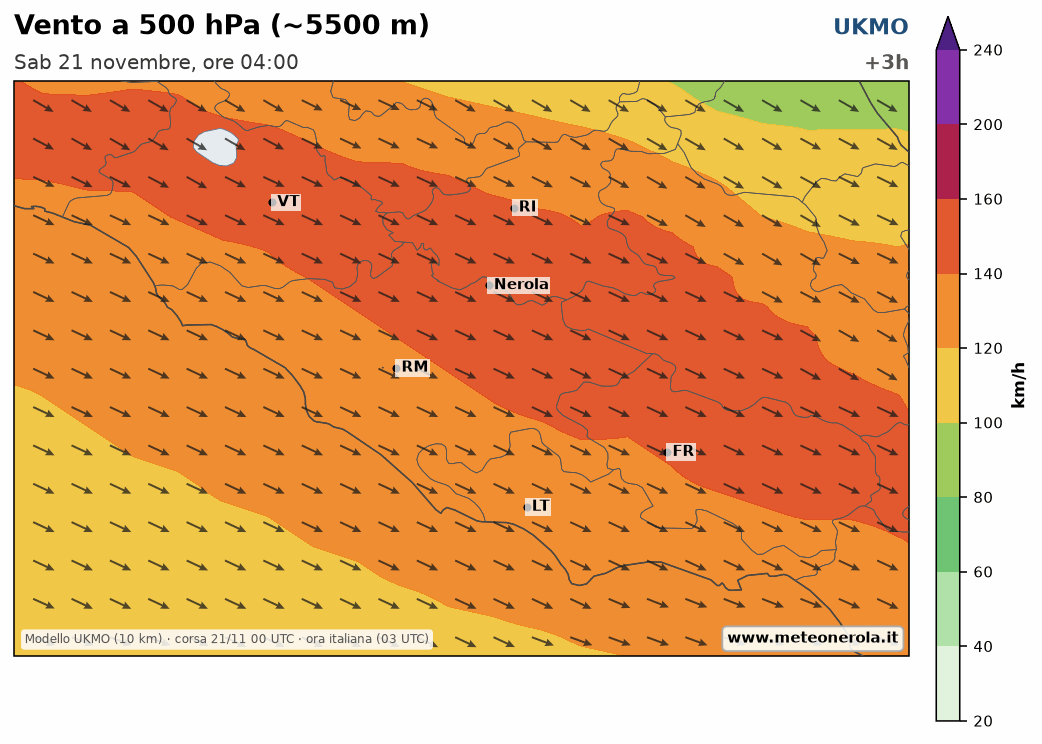 Vento a 500 hPa (~5500 m)
UKMO
Sab 21 novembre, ore 04:00
+3h
VT
RI
Nerola
RM
FR
LT
Modello UKMO (10 km) · corsa 21/11 00 UTC · ora italiana (03 UTC)
www.meteonerola.it
240
200
160
140
120
100
80
60
40
20
km/h